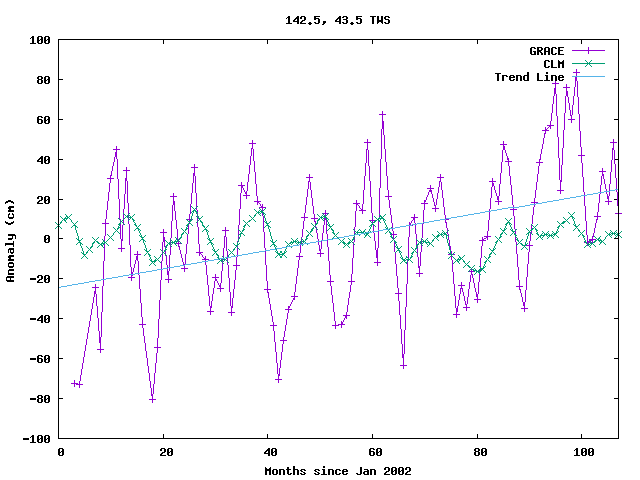 142.5, 43.5 TWS
GRACE
CLM
Trend Line
100
80
60
40
20
0
-20
-40
-60
-80
-100
Anomaly (cm)
0 20 40 60 80 100
Months since Jan 2002